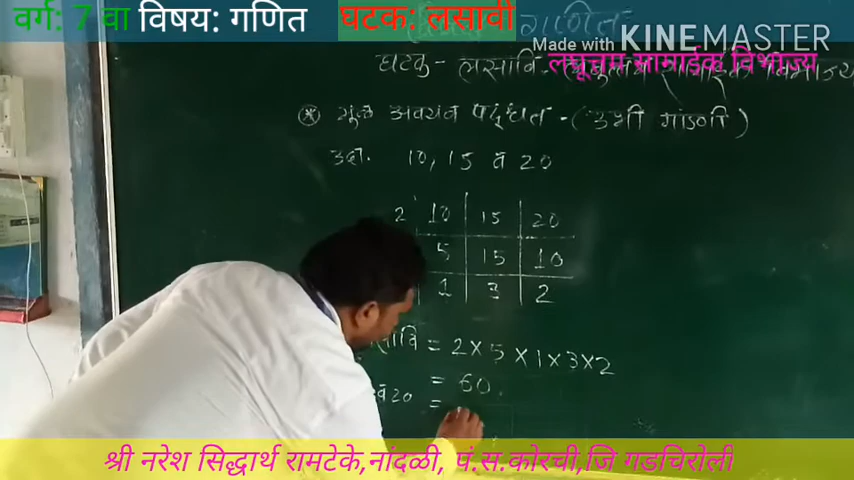 वर्ग: 7 वा विषय: गणित घटक: लसावी
गणित
Made with KINEMASTER
लघूत्तम सामाईक विभाज्य
घटक - लसावि -
* मूळ अवयव पद्धत - (उभी मांडणी)
उदा. 10, 15 व 20
2 10 15 20
5 15 10
1 3 2
= 2 × 5 × 1 × 3 × 2
= 60.
व 20 =
श्री नरेश सिद्धार्थ रामटेके,नांदळी, पं.स.कोरची,जि गडचिरोली